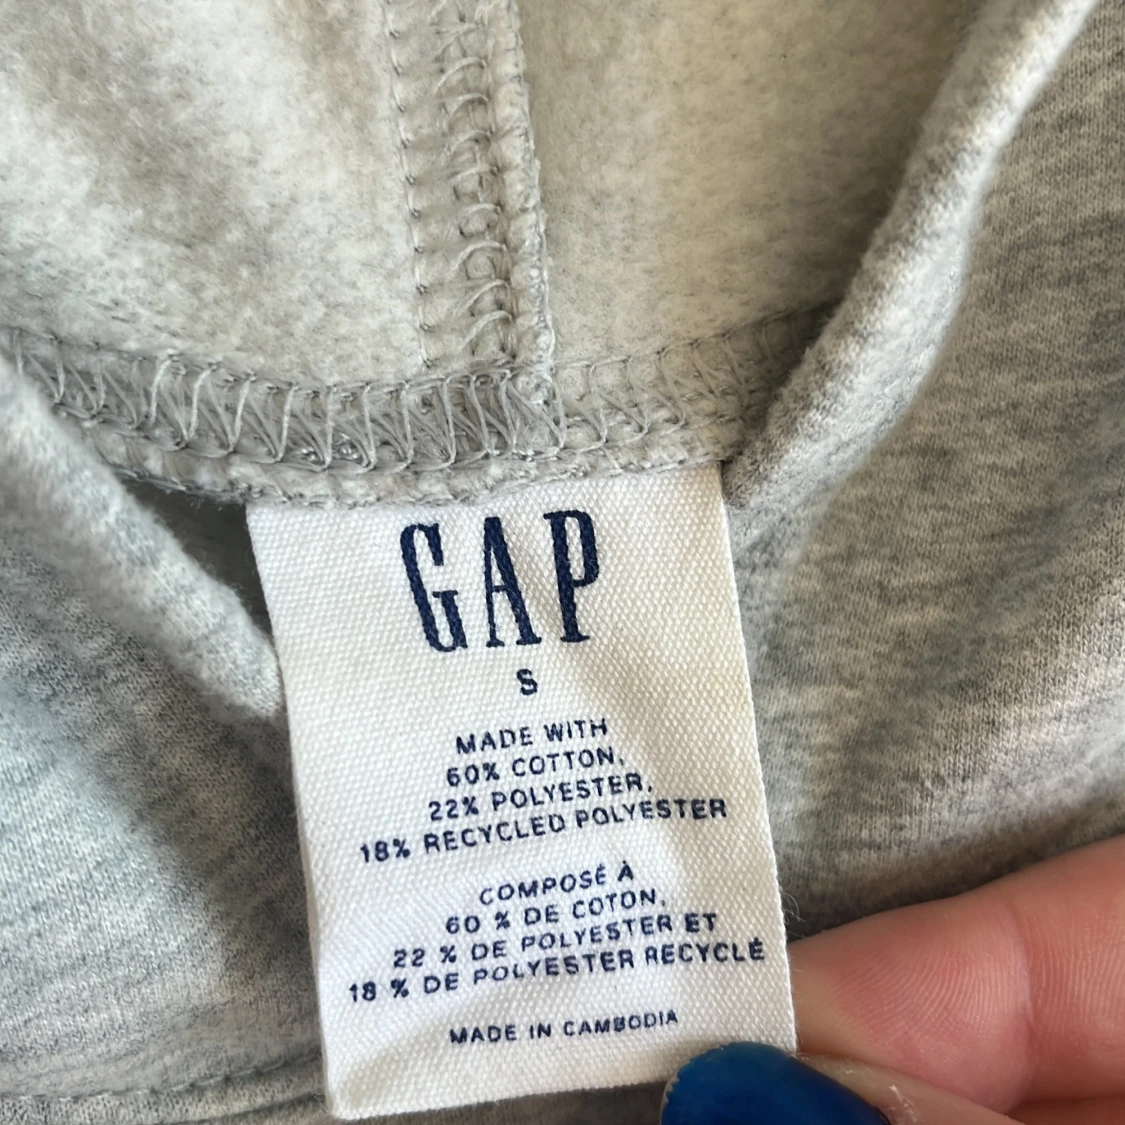 GAP
S
MADE WITH
60% COTTON,
22% POLYESTER,
18% RECYCLED POLYESTER
COMPOSÉ À
60 % DE COTON,
22 % DE POLYESTER ET
18 % DE POLYESTER RECYCLÉ
MADE IN CAMBODIA